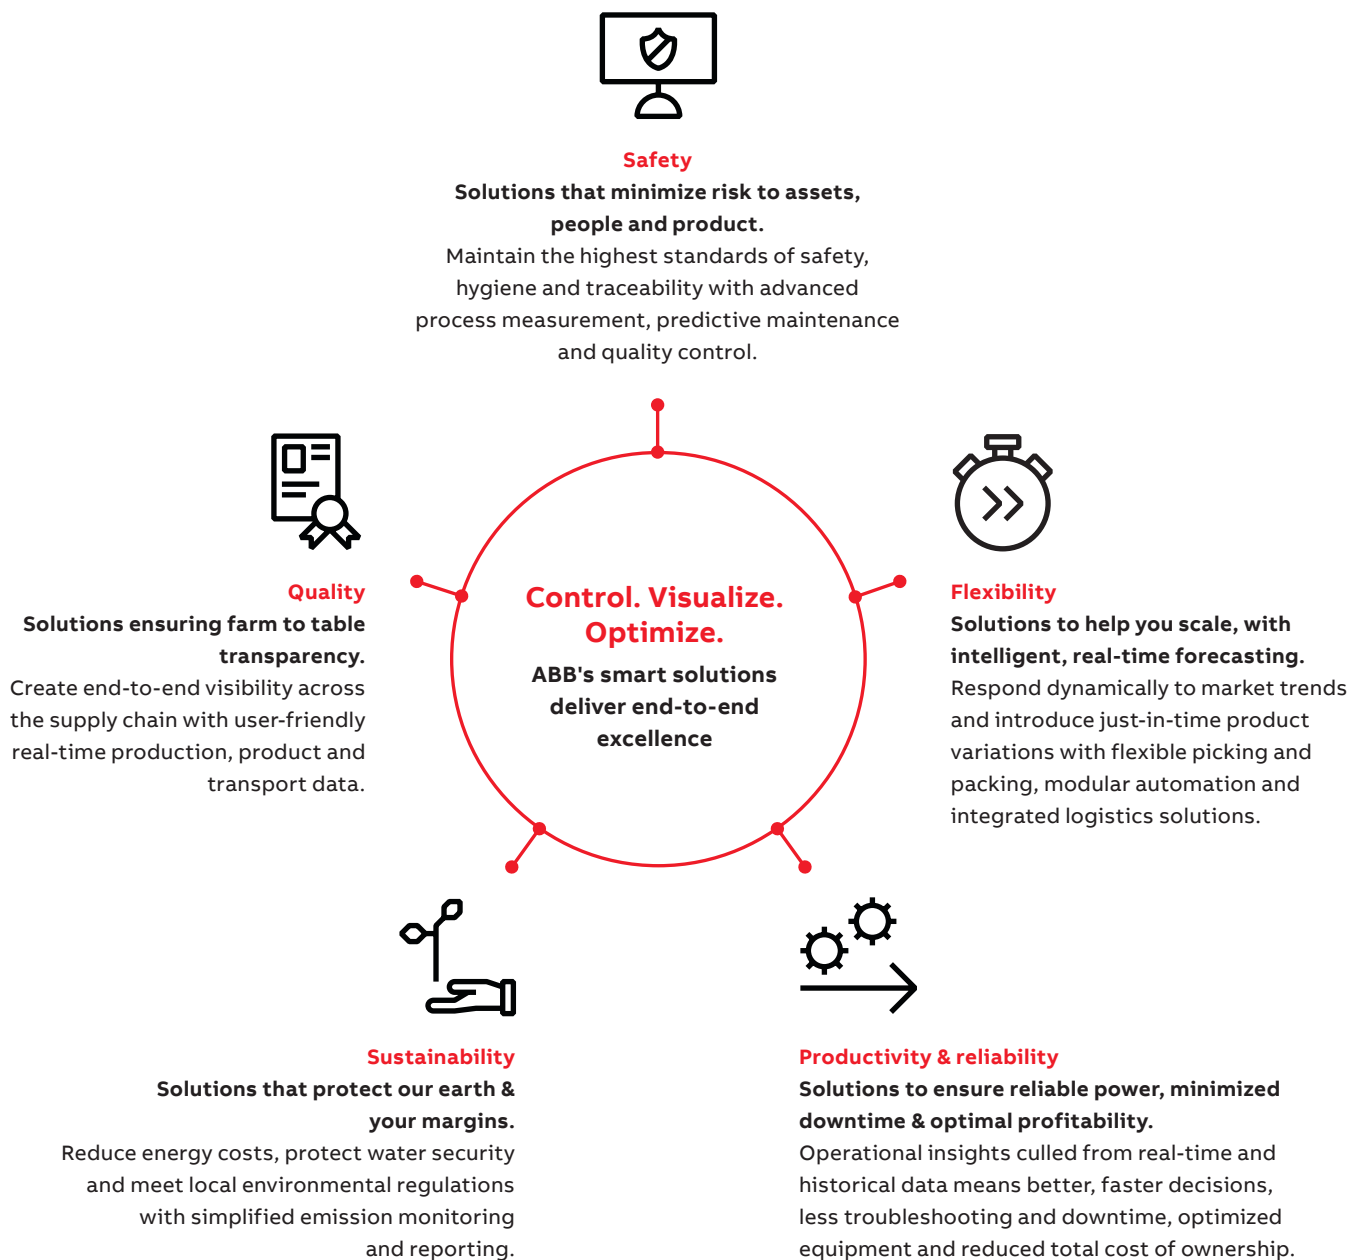 Safety
Solutions that minimize risk to assets,
people and product.
Maintain the highest standards of safety,
hygiene and traceability with advanced
process measurement, predictive maintenance
and quality control.
Quality
Solutions ensuring farm to table
transparency.
Create end-to-end visibility across
the supply chain with user-friendly
real-time production, product and
transport data.
Control. Visualize.
Optimize.
ABB's smart solutions
deliver end-to-end
excellence
Flexibility
Solutions to help you scale, with
intelligent, real-time forecasting.
Respond dynamically to market trends
and introduce just-in-time product
variations with flexible picking and
packing, modular automation and
integrated logistics solutions.
Sustainability
Solutions that protect our earth &
your margins.
Reduce energy costs, protect water security
and meet local environmental regulations
with simplified emission monitoring
and reporting.
Productivity & reliability
Solutions to ensure reliable power, minimized
downtime & optimal profitability.
Operational insights culled from real-time and
historical data means better, faster decisions,
less troubleshooting and downtime, optimized
equipment and reduced total cost of ownership.